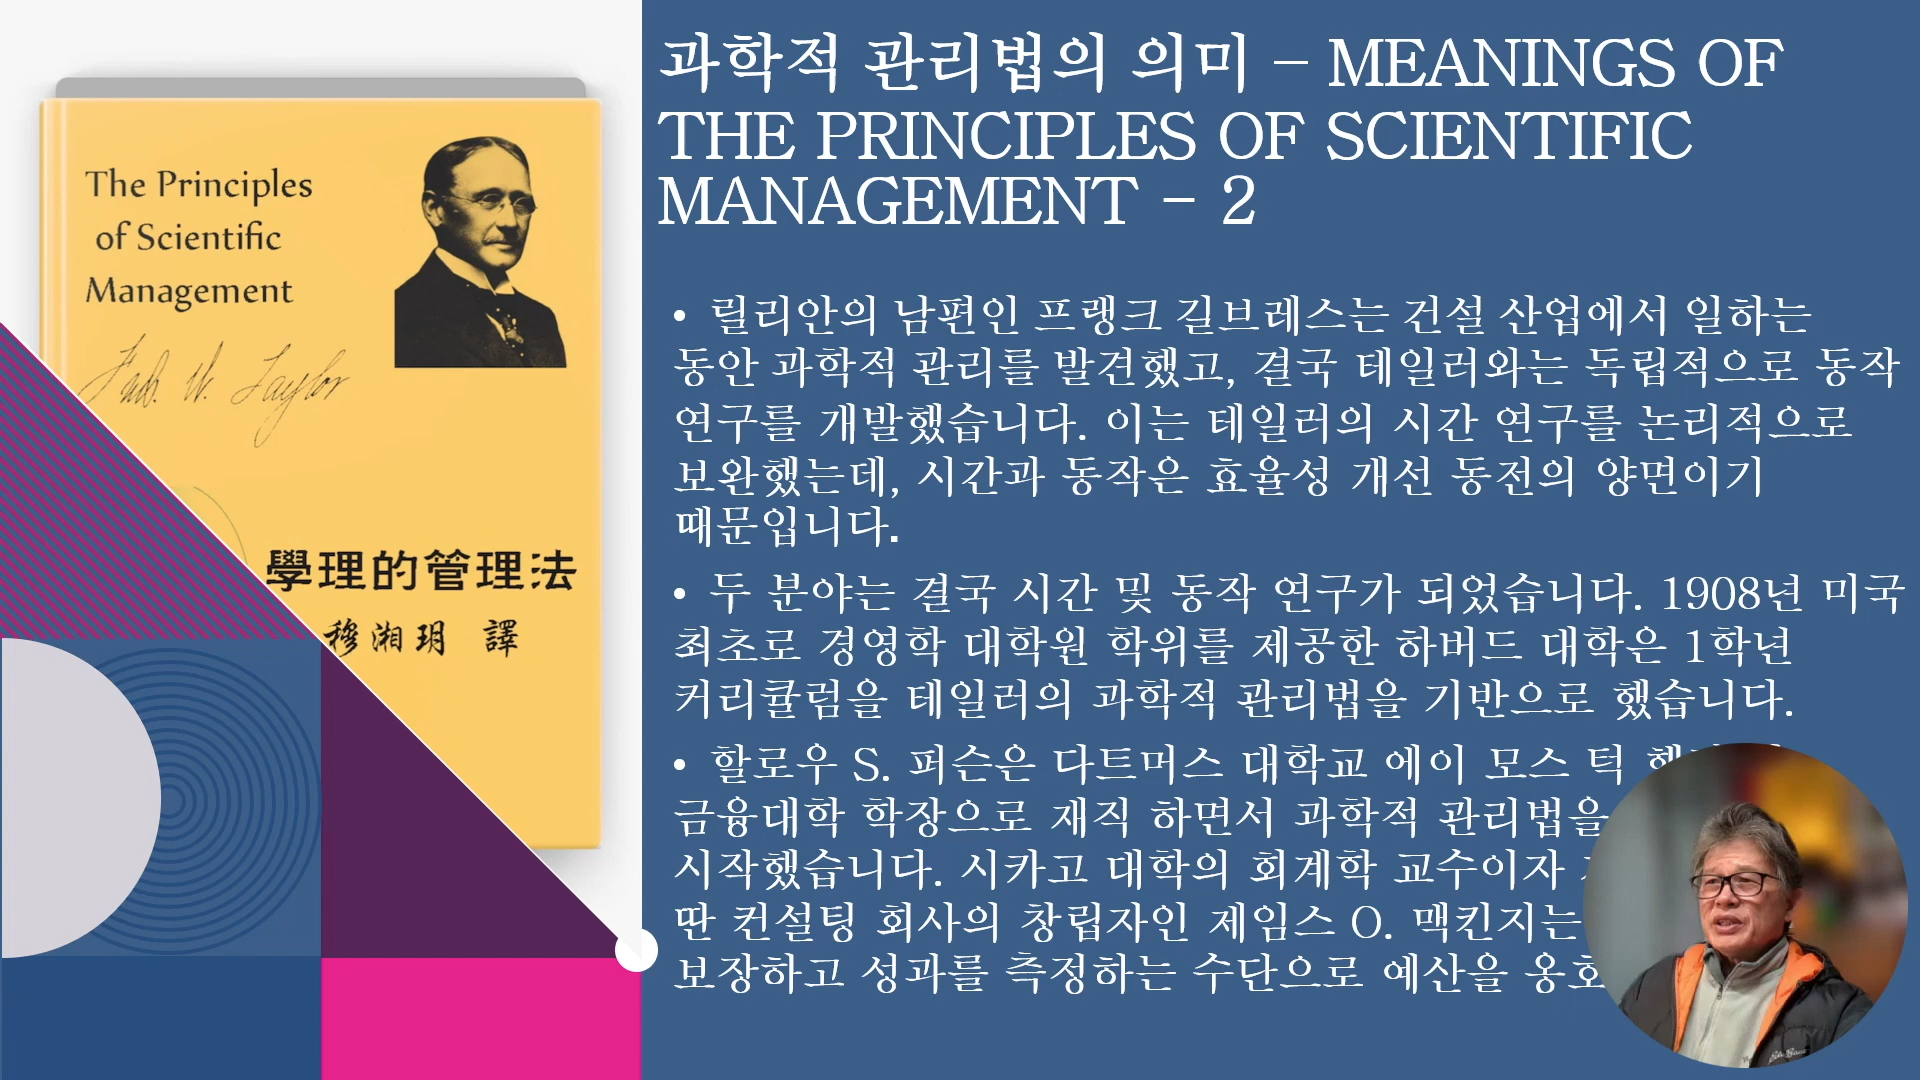 The Principles
of Scientific
Management
Fred. W. Taylor
學理的管理法
穆湘玥 譯
과학적 관리법의 의미 – MEANINGS OF
THE PRINCIPLES OF SCIENTIFIC
MANAGEMENT – 2
• 릴리안의 남편인 프랭크 길브레스는 건설 산업에서 일하는
동안 과학적 관리를 발견했고, 결국 테일러와는 독립적으로 동작
연구를 개발했습니다. 이는 테일러의 시간 연구를 논리적으로
보완했는데, 시간과 동작은 효율성 개선 동전의 양면이기
때문입니다.
• 두 분야는 결국 시간 및 동작 연구가 되었습니다. 1908년 미국
최초로 경영학 대학원 학위를 제공한 하버드 대학은 1학년
커리큘럼을 테일러의 과학적 관리법을 기반으로 했습니다.
• 할로우 S. 퍼슨은 다트머스 대학교 에이 모스 턱
금융대학 학장으로 재직 하면서 과학적 관리법을
시작했습니다. 시카고 대학의 회계학 교수이자
딴 컨설팅 회사의 창립자인 제임스 O. 맥킨지는
보장하고 성과를 측정하는 수단으로 예산을